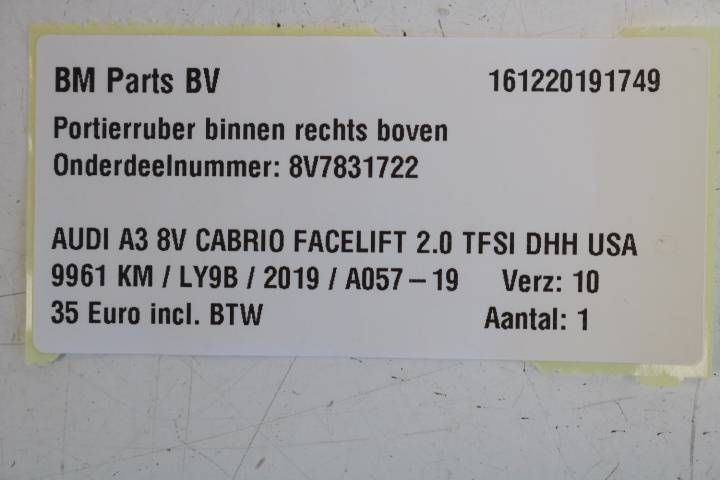 BM Parts BV 161220191749
Portierruber binnen rechts boven
Onderdeelnummer: 8V7831722
AUDI A3 8V CABRIO FACELIFT 2.0 TFSI DHH USA
9961 KM / LY9B / 2019 / A057-19 Verz: 10
35 Euro incl. BTW Aantal: 1